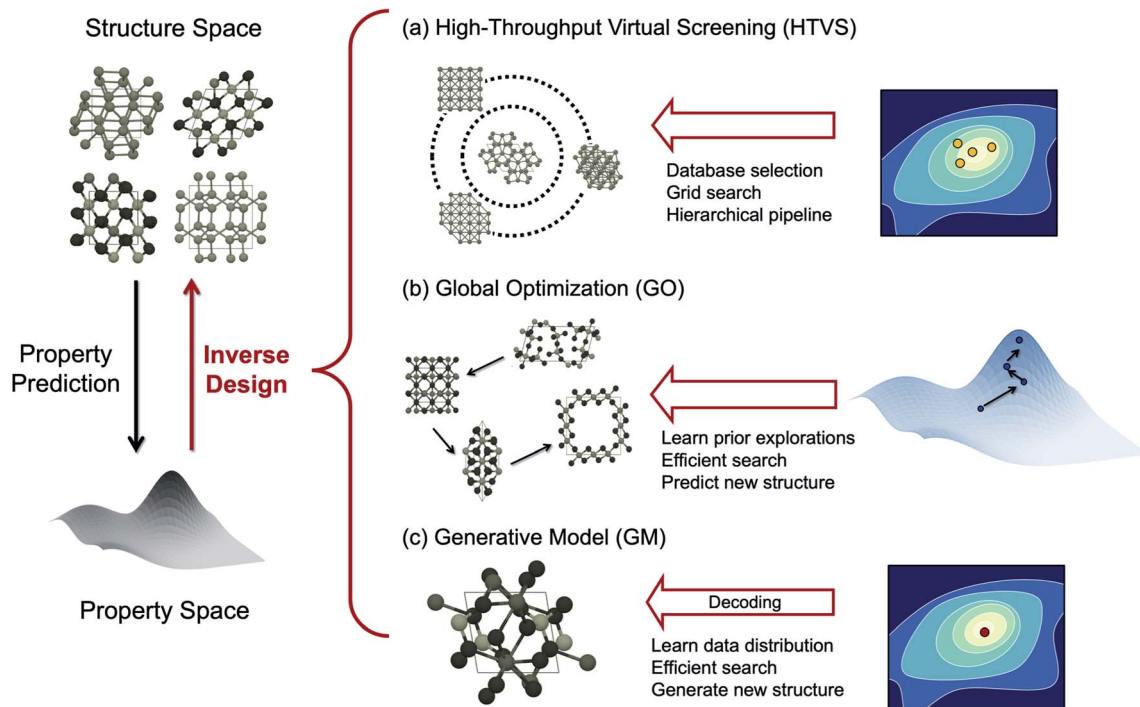 Structure Space
Property
Prediction
Inverse
Design
Property Space
(a) High-Throughput Virtual Screening (HTVS)
Database selection
Grid search
Hierarchical pipeline
(b) Global Optimization (GO)
Learn prior explorations
Efficient search
Predict new structure
(c) Generative Model (GM)
Decoding
Learn data distribution
Efficient search
Generate new structure